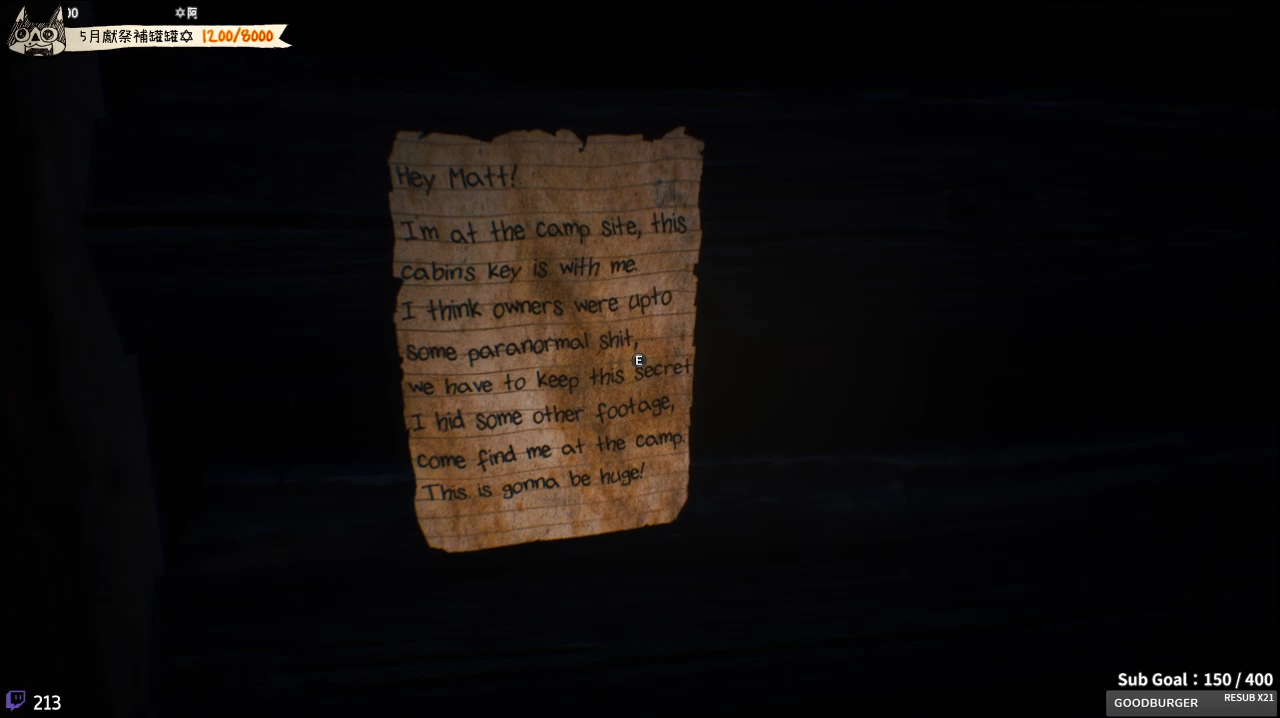 00
✡阿
5月獻祭補罐罐✡ 1200/8000
Hey Matt!
I'm at the camp site, this
cabins key is with me.
I think owners were upto
some paranormal shit,
E
we have to keep this secret
I hid some other footage,
come find me at the camp.
This is gonna be huge!
213
Sub Goal：150 / 400
GOODBURGER
RESUB X21